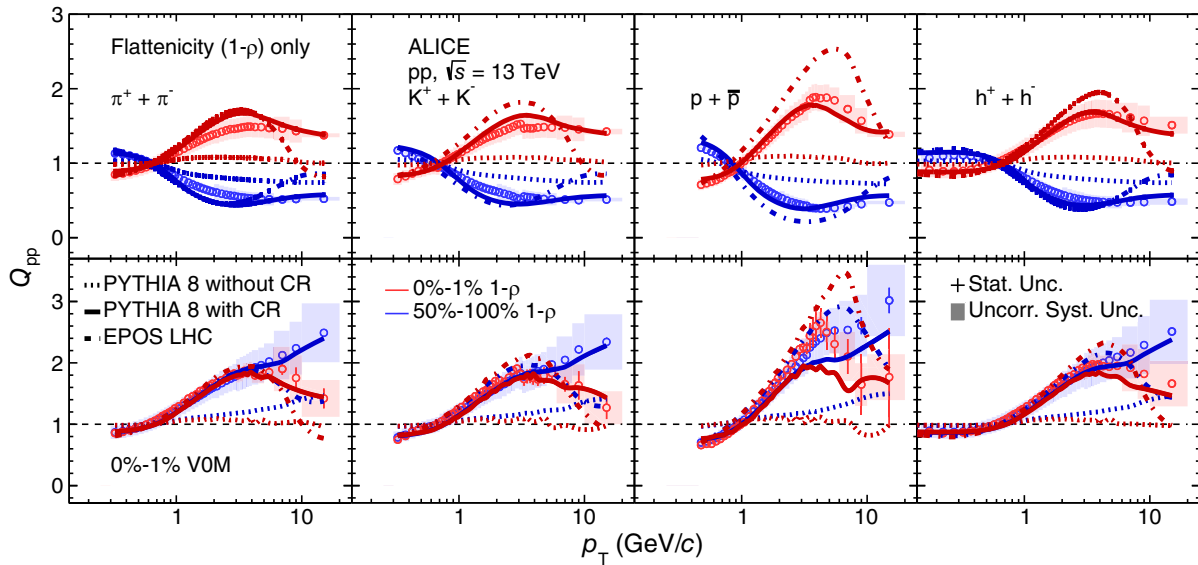 3
2
1
0
Flattenicity (1-ρ) only
π⁺ + π⁻
ALICE
pp, √s = 13 TeV
K⁺ + K⁻
p + p̅
h⁺ + h⁻
Q_pp
3
2
1
0
PYTHIA 8 without CR
PYTHIA 8 with CR
EPOS LHC
0%-1% V0M
0%-1% 1-ρ
50%-100% 1-ρ
Stat. Unc.
Uncorr. Syst. Unc.
1 10 1 10 1 10 1 10
p_T (GeV/c)